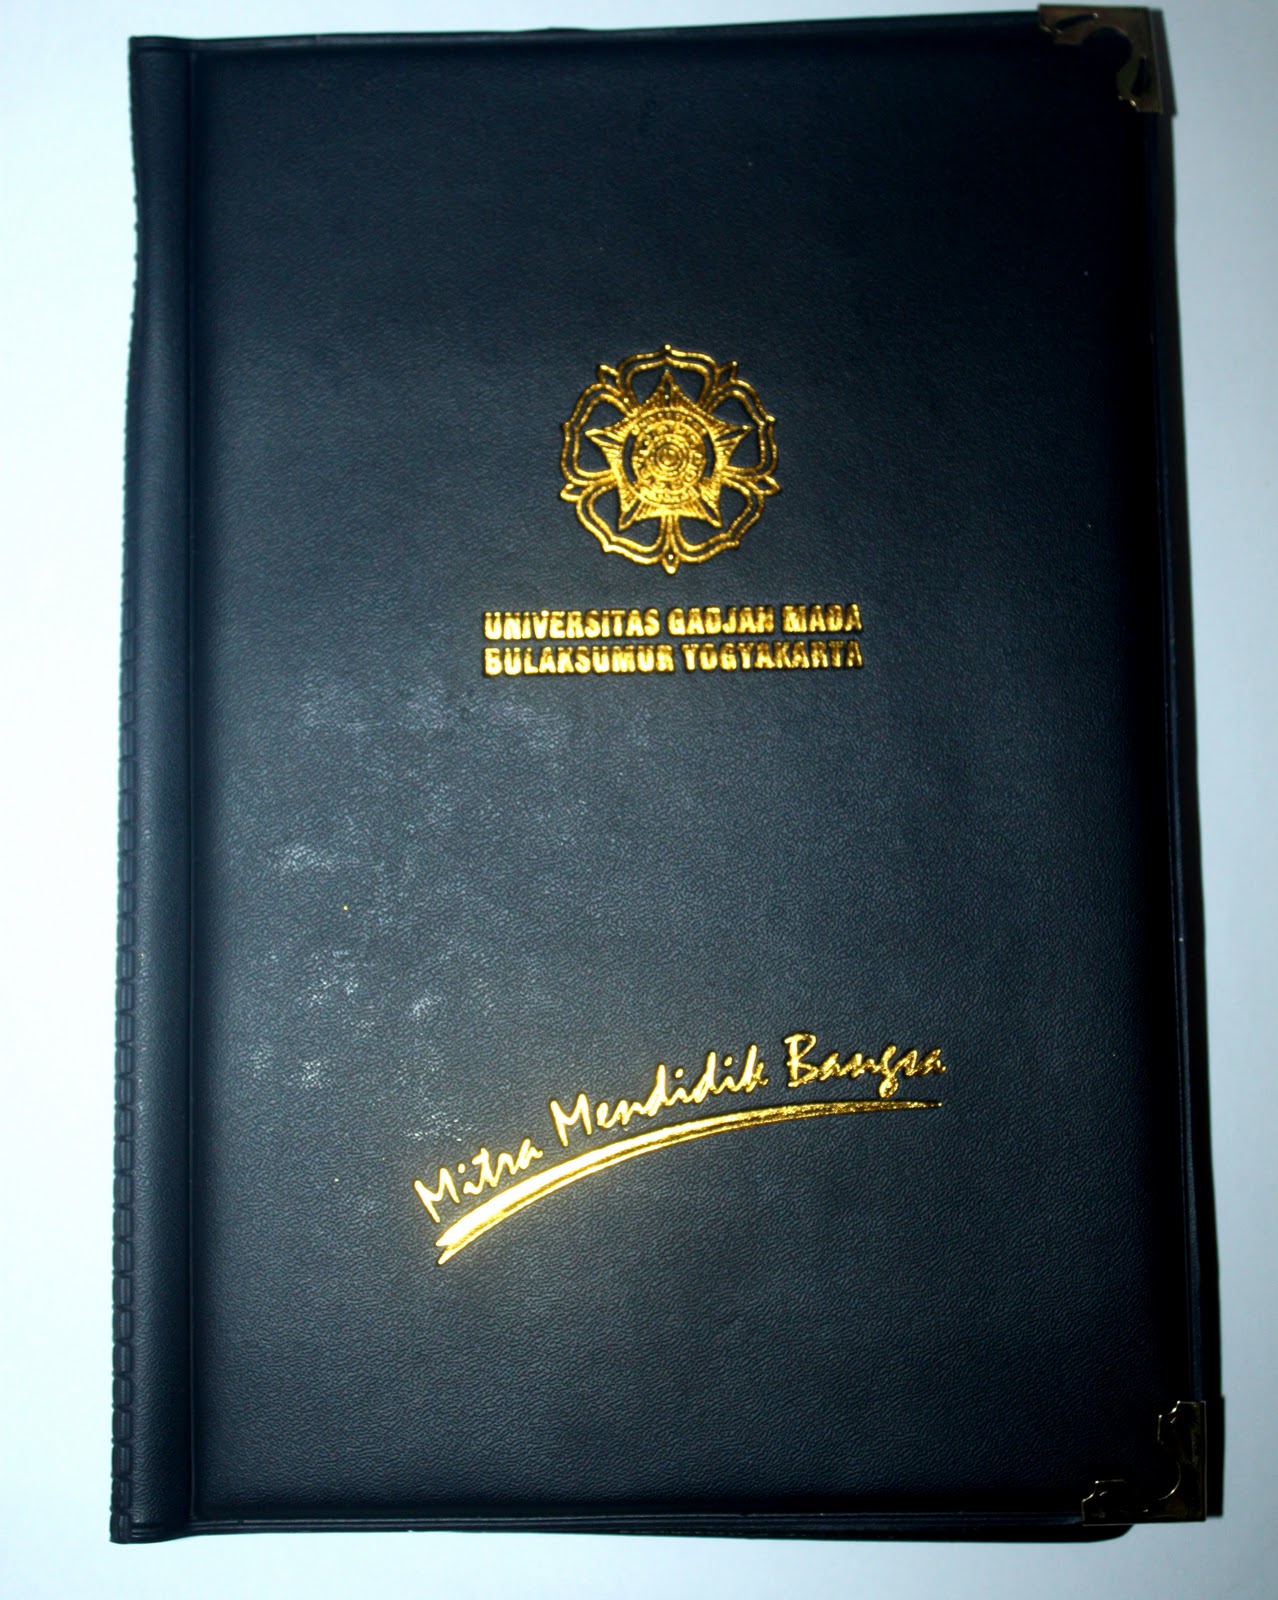 UNIVERSITAS GADJAH MADA
BULAKSUMUR YOGYAKARTA
Mitra Mendidik Bangsa